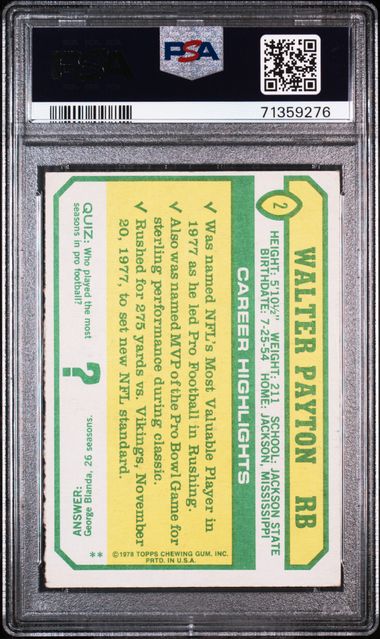 PSA
PSA
71359276
2
WALTER PAYTON RB
HEIGHT: 5'10½" WEIGHT: 211 SCHOOL: JACKSON STATE
BIRTHDATE: 7-25-54 HOME: JACKSON, MISSISSIPPI
CAREER HIGHLIGHTS
✓ Was named NFL's Most Valuable Player in
1977 as he led Pro Football in Rushing.
✓ Also was named MVP of the Pro Bowl Game for
sterling performance during classic.
✓ Rushed for 275 yards vs. Vikings, November
20, 1977, to set new NFL standard.
©1978 TOPPS CHEWING GUM, INC.
PRTD. IN U.S.A.
QUIZ: Who played the most
seasons in pro football?
?
ANSWER:
George Blanda, 26 seasons.
**